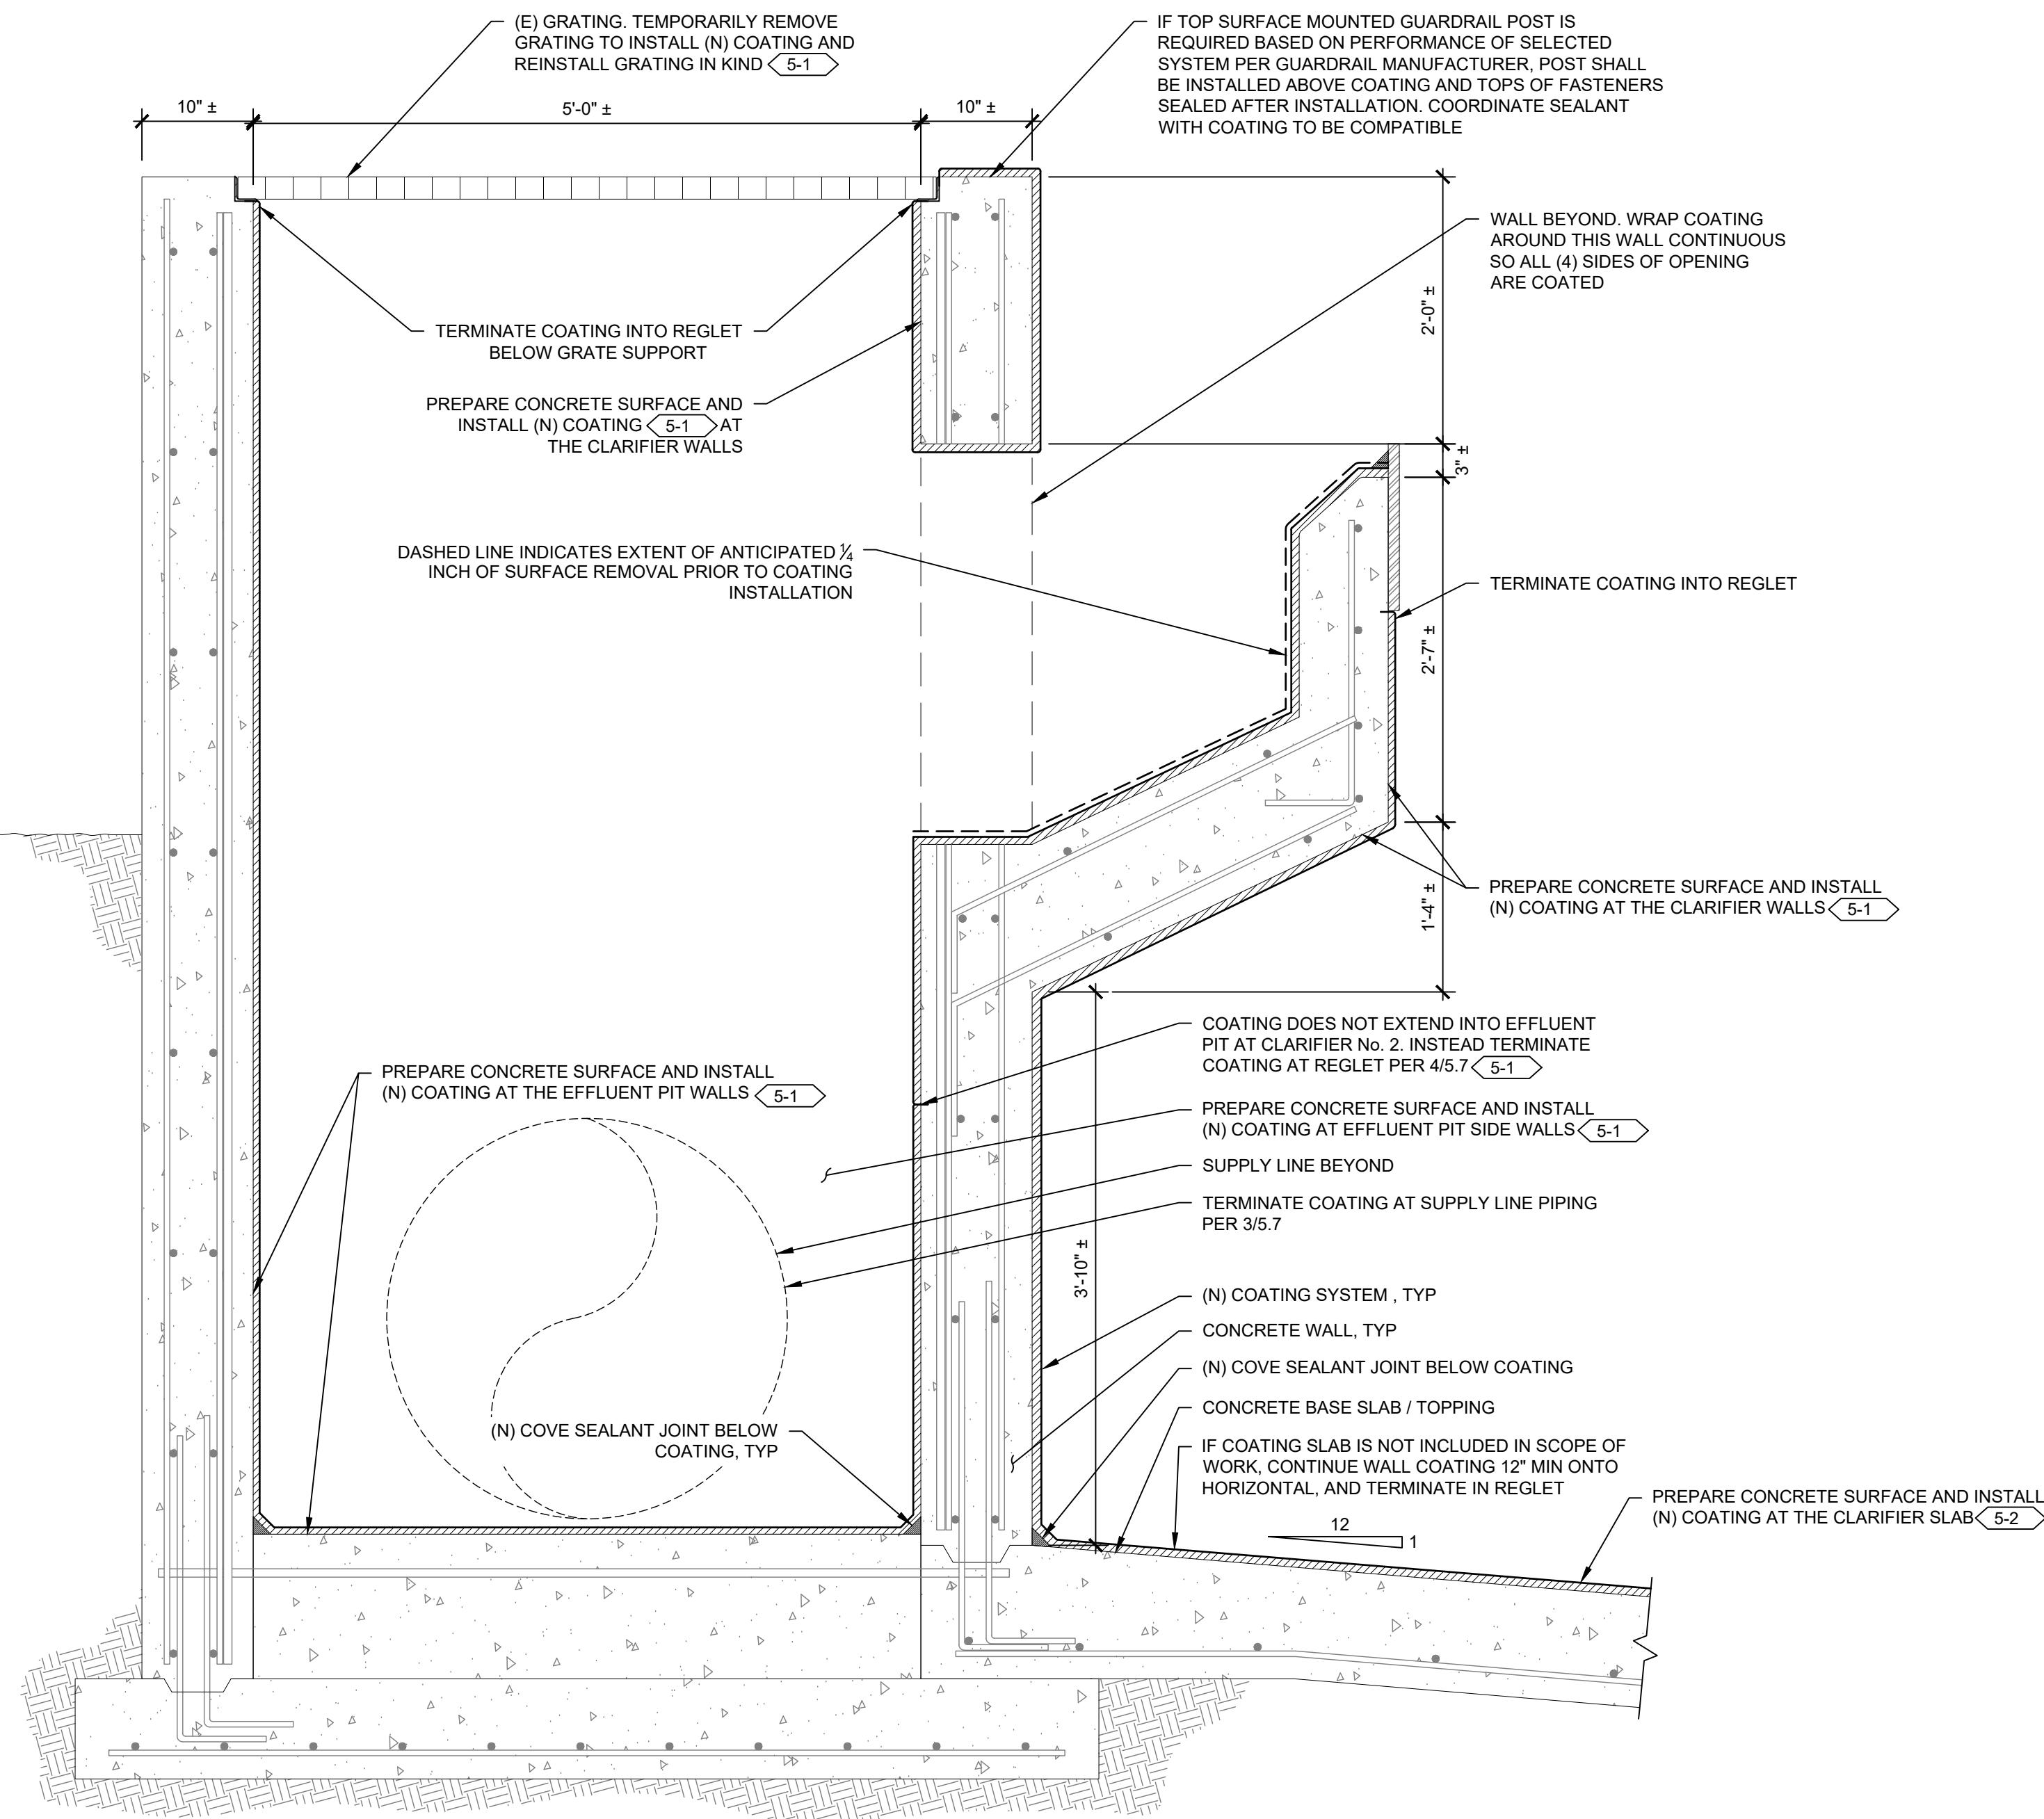 (E) GRATING. TEMPORARILY REMOVE
GRATING TO INSTALL (N) COATING AND
REINSTALL GRATING IN KIND 5-1
IF TOP SURFACE MOUNTED GUARDRAIL POST IS
REQUIRED BASED ON PERFORMANCE OF SELECTED
SYSTEM PER GUARDRAIL MANUFACTURER, POST SHALL
BE INSTALLED ABOVE COATING AND TOPS OF FASTENERS
SEALED AFTER INSTALLATION. COORDINATE SEALANT
WITH COATING TO BE COMPATIBLE
10" ±
5'-0" ±
10" ±
WALL BEYOND. WRAP COATING
AROUND THIS WALL CONTINUOUS
SO ALL (4) SIDES OF OPENING
ARE COATED
2'-0" ±
TERMINATE COATING INTO REGLET
BELOW GRATE SUPPORT
PREPARE CONCRETE SURFACE AND
INSTALL (N) COATING 5-1 AT
THE CLARIFIER WALLS
3" ±
DASHED LINE INDICATES EXTENT OF ANTICIPATED ¼
INCH OF SURFACE REMOVAL PRIOR TO COATING
INSTALLATION
TERMINATE COATING INTO REGLET
2'-7" ±
PREPARE CONCRETE SURFACE AND INSTALL
(N) COATING AT THE CLARIFIER WALLS 5-1
1'-4" ±
COATING DOES NOT EXTEND INTO EFFLUENT
PIT AT CLARIFIER No. 2. INSTEAD TERMINATE
COATING AT REGLET PER 4/5.7 5-1
PREPARE CONCRETE SURFACE AND INSTALL
(N) COATING AT THE EFFLUENT PIT WALLS 5-1
PREPARE CONCRETE SURFACE AND INSTALL
(N) COATING AT EFFLUENT PIT SIDE WALLS 5-1
SUPPLY LINE BEYOND
TERMINATE COATING AT SUPPLY LINE PIPING
PER 3/5.7
3'-10" ±
(N) COATING SYSTEM , TYP
CONCRETE WALL, TYP
(N) COVE SEALANT JOINT BELOW COATING
CONCRETE BASE SLAB / TOPPING
(N) COVE SEALANT JOINT BELOW
COATING, TYP
IF COATING SLAB IS NOT INCLUDED IN SCOPE OF
WORK, CONTINUE WALL COATING 12" MIN ONTO
HORIZONTAL, AND TERMINATE IN REGLET
PREPARE CONCRETE SURFACE AND INSTALL
(N) COATING AT THE CLARIFIER SLAB 5-2
12
1